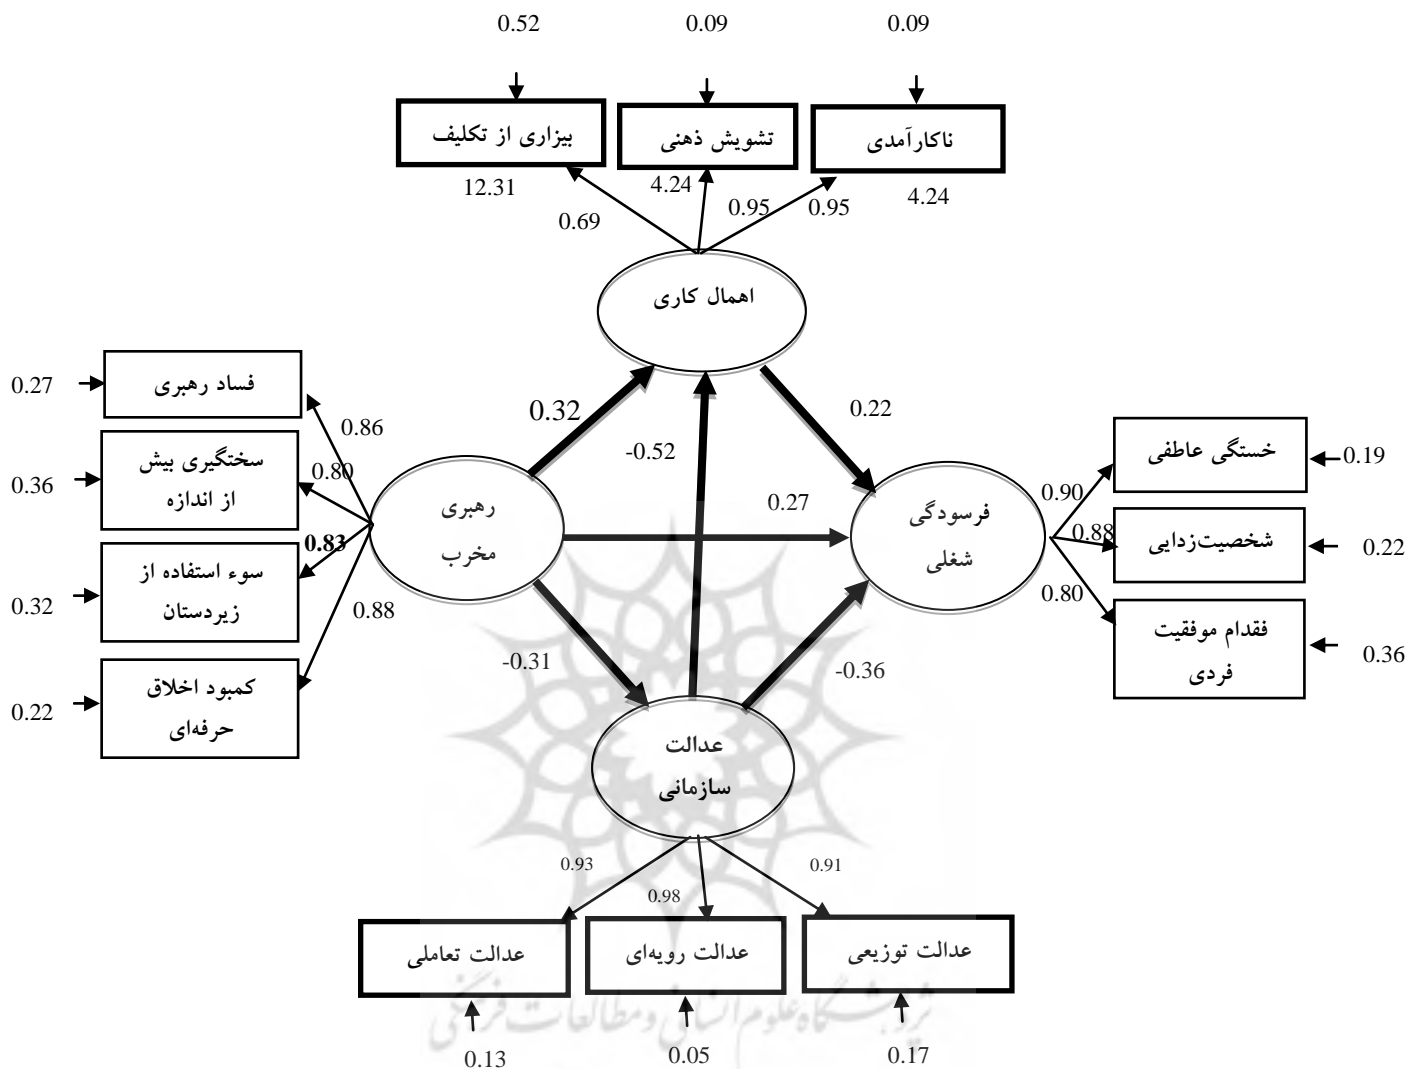 0.52
0.09
0.09
بیزاری از تکلیف
تشویش ذهنی
ناکارآمدی
12.31
4.24
4.24
0.69
0.95
0.95
اهمال کاری
0.27
فساد رهبری
0.86
0.32
-0.52
0.22
0.36
سختگیری بیش
از اندازه
0.80
رهبری
مخرب
0.27
فرسودگی
شغلی
0.90
خستگی عاطفی
0.19
0.83
0.88
شخصیت‌زدایی
0.22
0.32
سوء استفاده از
زیردستان
0.88
0.80
فقدام موفقیت
فردی
0.36
-0.31
-0.36
0.22
کمبود اخلاق
حرفه‌ای
عدالت
سازمانی
0.93
0.98
0.91
عدالت تعاملی
عدالت رویه‌ای
عدالت توزیعی
پژوهشگاه علوم انسانی و مطالعات فرهنگی
0.13
0.05
0.17